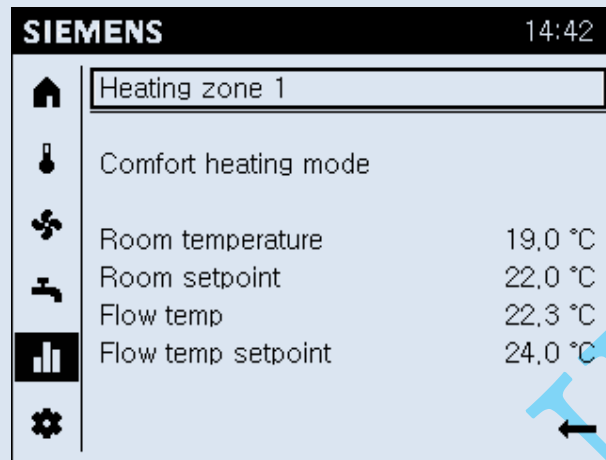 SIEMENS 14:42
Heating zone 1
Comfort heating mode
Room temperature 19,0 °C
Room setpoint 22,0 °C
Flow temp 22,3 °C
Flow temp setpoint 24,0 °C